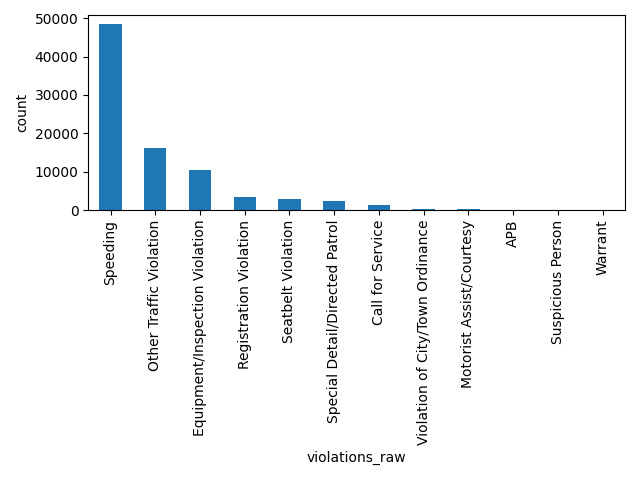 50000
40000
30000
20000
10000
0
count
Speeding
Other Traffic Violation
Equipment/Inspection Violation
Registration Violation
Seatbelt Violation
Special Detail/Directed Patrol
Call for Service
Violation of City/Town Ordinance
Motorist Assist/Courtesy
APB
Suspicious Person
Warrant
violations_raw